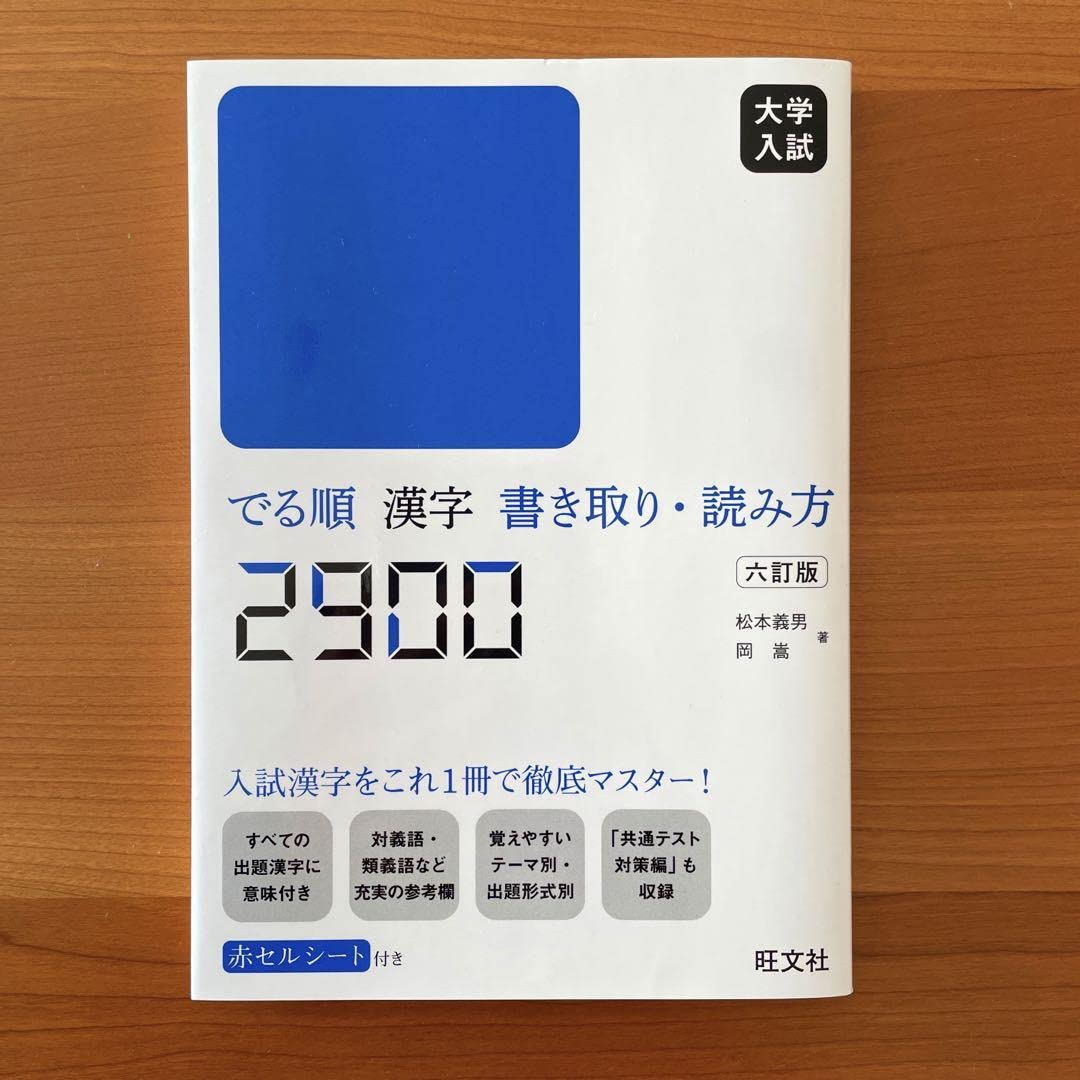 大学
入試
でる順 漢字 書き取り・読み方
2900
六訂版
松本義男
岡 嵩
著
入試漢字をこれ1冊で徹底マスター!
すべての
出題漢字に
意味付き
対義語・
類義語など
充実の参考欄
覚えやすい
テーマ別・
出題形式別
「共通テスト
対策編」も
収録
赤セルシート付き
旺文社